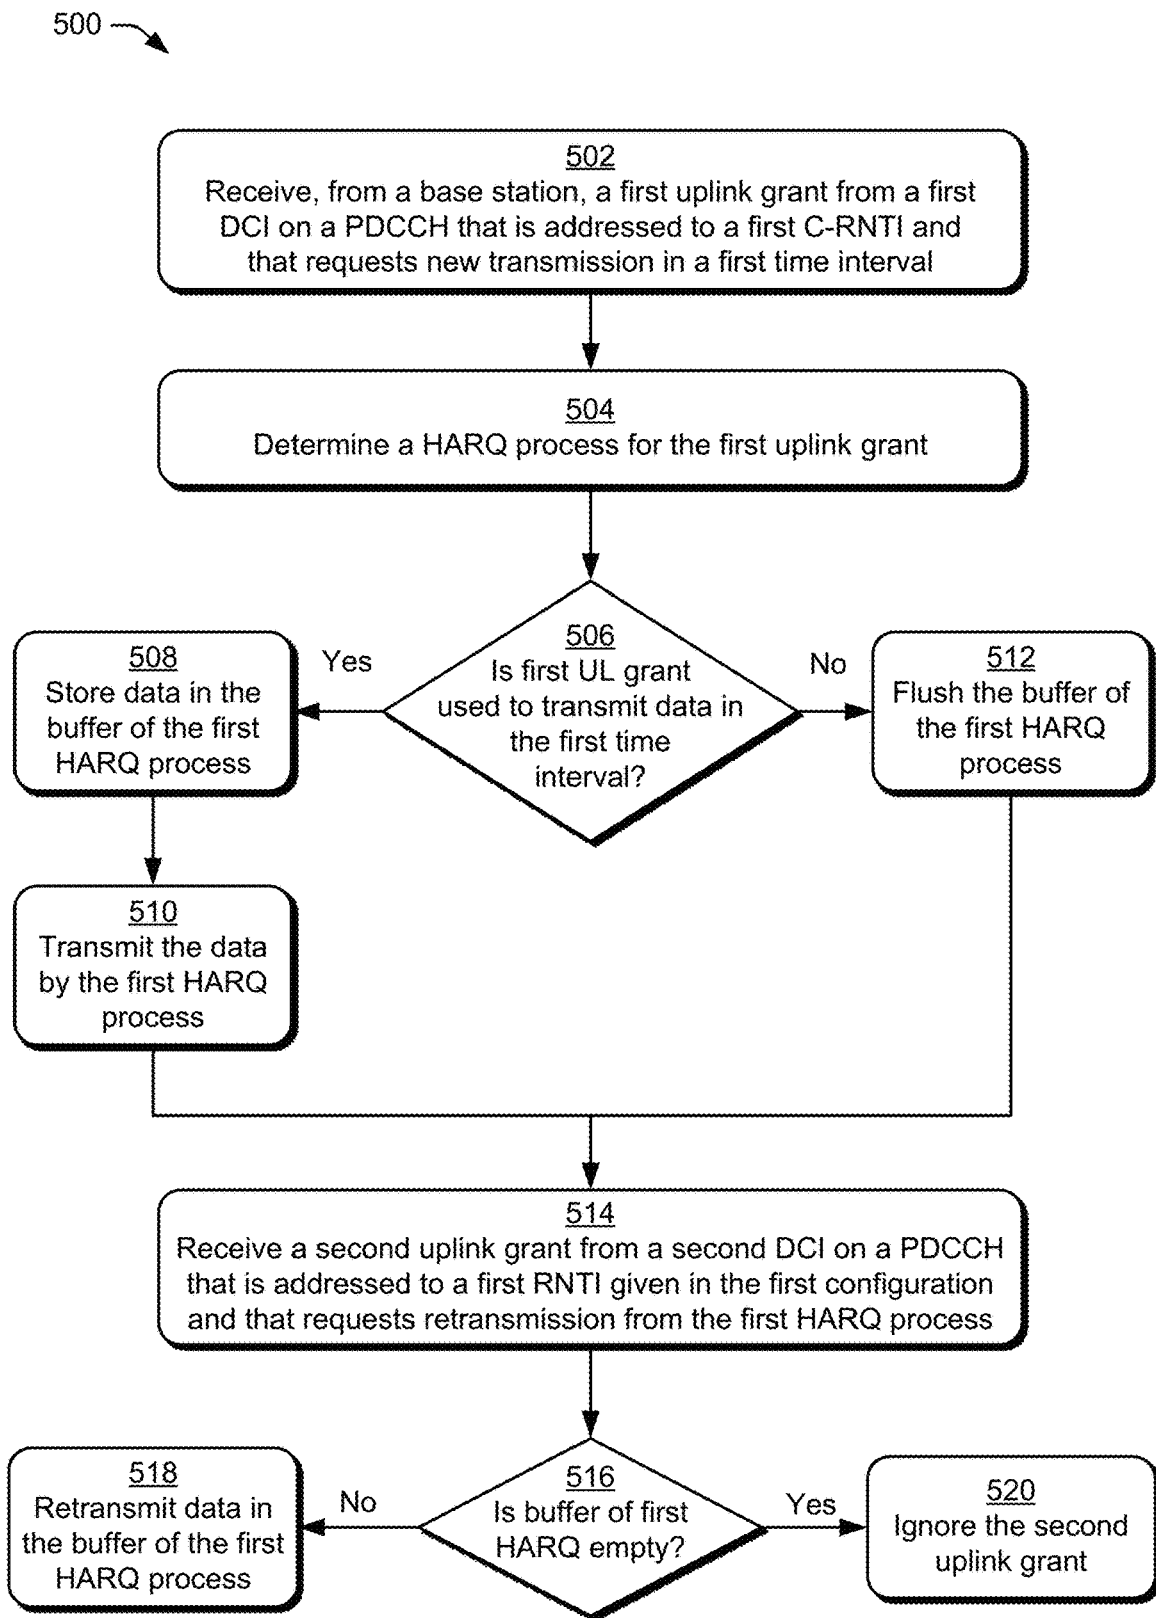 500
502
Receive, from a base station, a first uplink grant from a first
DCI on a PDCCH that is addressed to a first C-RNTI and
that requests new transmission in a first time interval
504
Determine a HARQ process for the first uplink grant
506
Is first UL grant
used to transmit data in
the first time
interval?
Yes
No
508
Store data in the
buffer of the first
HARQ process
512
Flush the buffer of
the first HARQ
process
510
Transmit the data
by the first HARQ
process
514
Receive a second uplink grant from a second DCI on a PDCCH
that is addressed to a first RNTI given in the first configuration
and that requests retransmission from the first HARQ process
516
Is buffer of first
HARQ empty?
No
Yes
518
Retransmit data in
the buffer of the first
HARQ process
520
Ignore the second
uplink grant